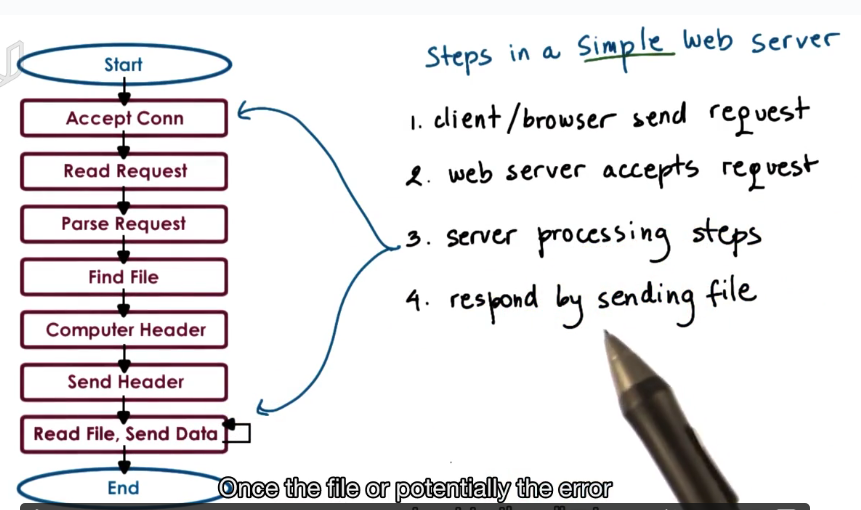 Start
Accept Conn
Read Request
Parse Request
Find File
Computer Header
Send Header
Read File, Send Data
End
Steps in a Simple Web Server
1. client/browser send request
2. web server accepts request
3. server processing steps
4. respond by sending file
Once the file or potentially the error